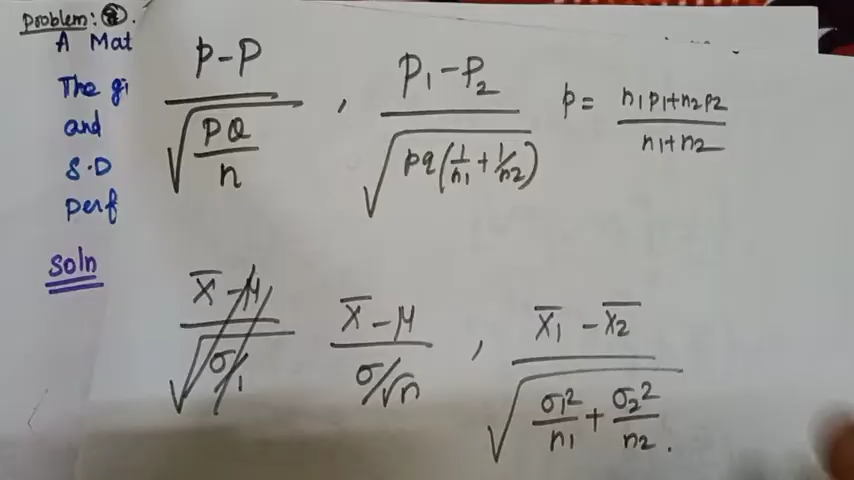 Problem: 8.
A Mat
The gi
and
S.D
perf
Soln
p - P / √(PQ/n) , p₁ - p₂ / √(pq(1/n₁ + 1/n₂)) p = n₁p₁+n₂p₂ / n₁+n₂
x̄ - μ / σ/√n , x̄₁ - x̄₂ / √(σ₁²/n₁ + σ₂²/n₂) .